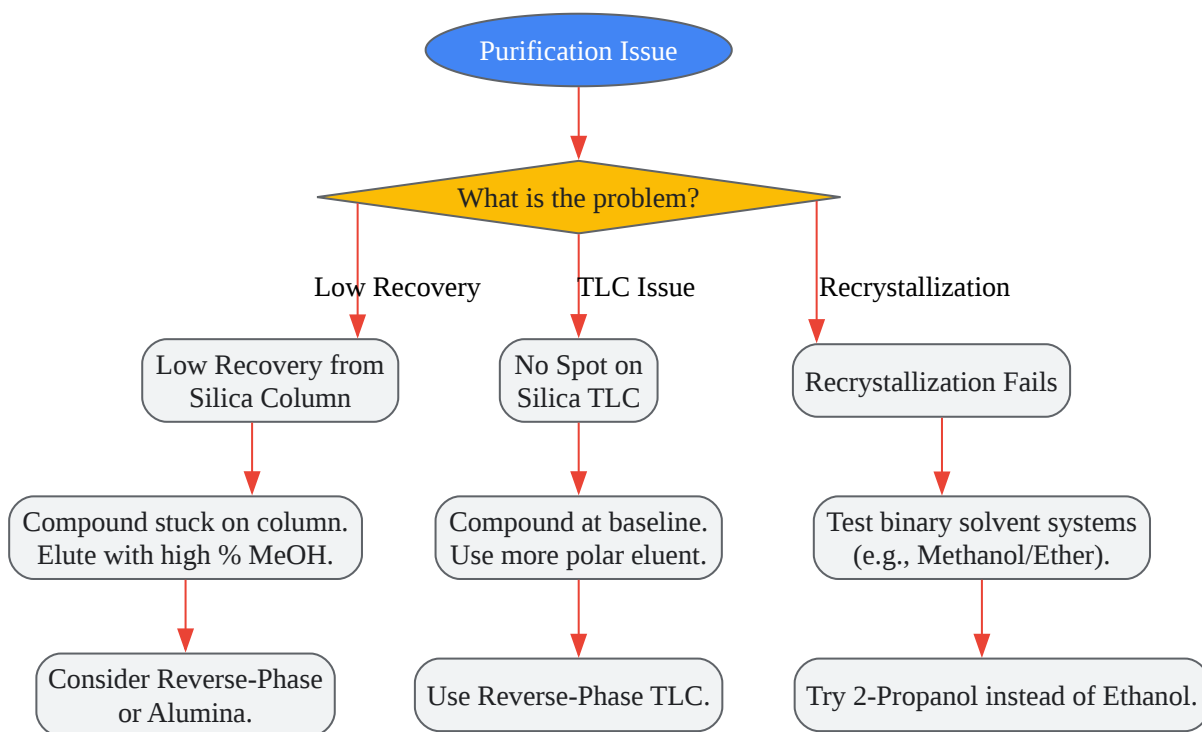 Purification Issue
What is the problem?
Low Recovery
TLC Issue
Recrystallization
Low Recovery from
Silica Column
No Spot on
Silica TLC
Recrystallization Fails
Compound stuck on column.
Elute with high % MeOH.
Compound at baseline.
Use more polar eluent.
Test binary solvent systems
(e.g., Methanol/Ether).
Consider Reverse-Phase
or Alumina.
Use Reverse-Phase TLC.
Try 2-Propanol instead of Ethanol.